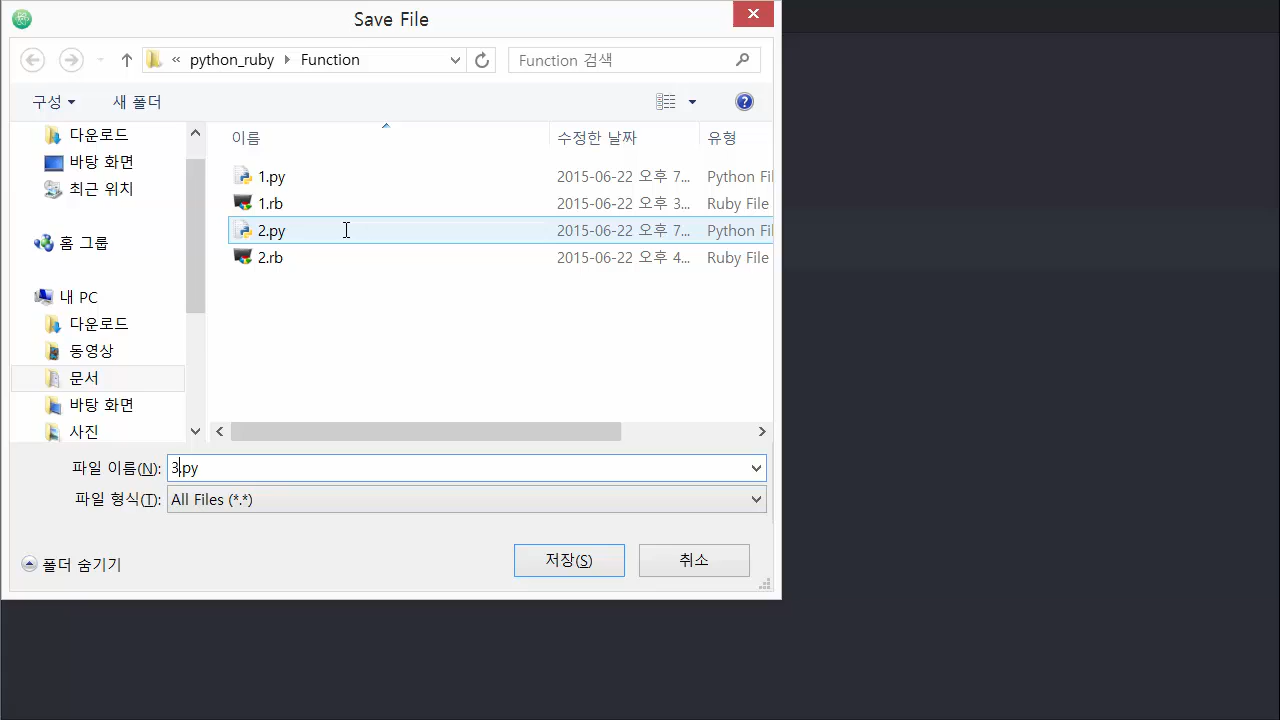 Save File
« python_ruby Function
Function 검색
구성 새 폴더
이름 수정한 날짜 유형
다운로드
바탕 화면
최근 위치
홈 그룹
내 PC
다운로드
동영상
문서
바탕 화면
사진
1.py 2015-06-22 오후 7... Python Fil
1.rb 2015-06-22 오후 3... Ruby File
2.py 2015-06-22 오후 7... Python Fil
2.rb 2015-06-22 오후 4... Ruby File
파일 이름(N): 3.py
파일 형식(T): All Files (*.*)
폴더 숨기기
저장(S) 취소